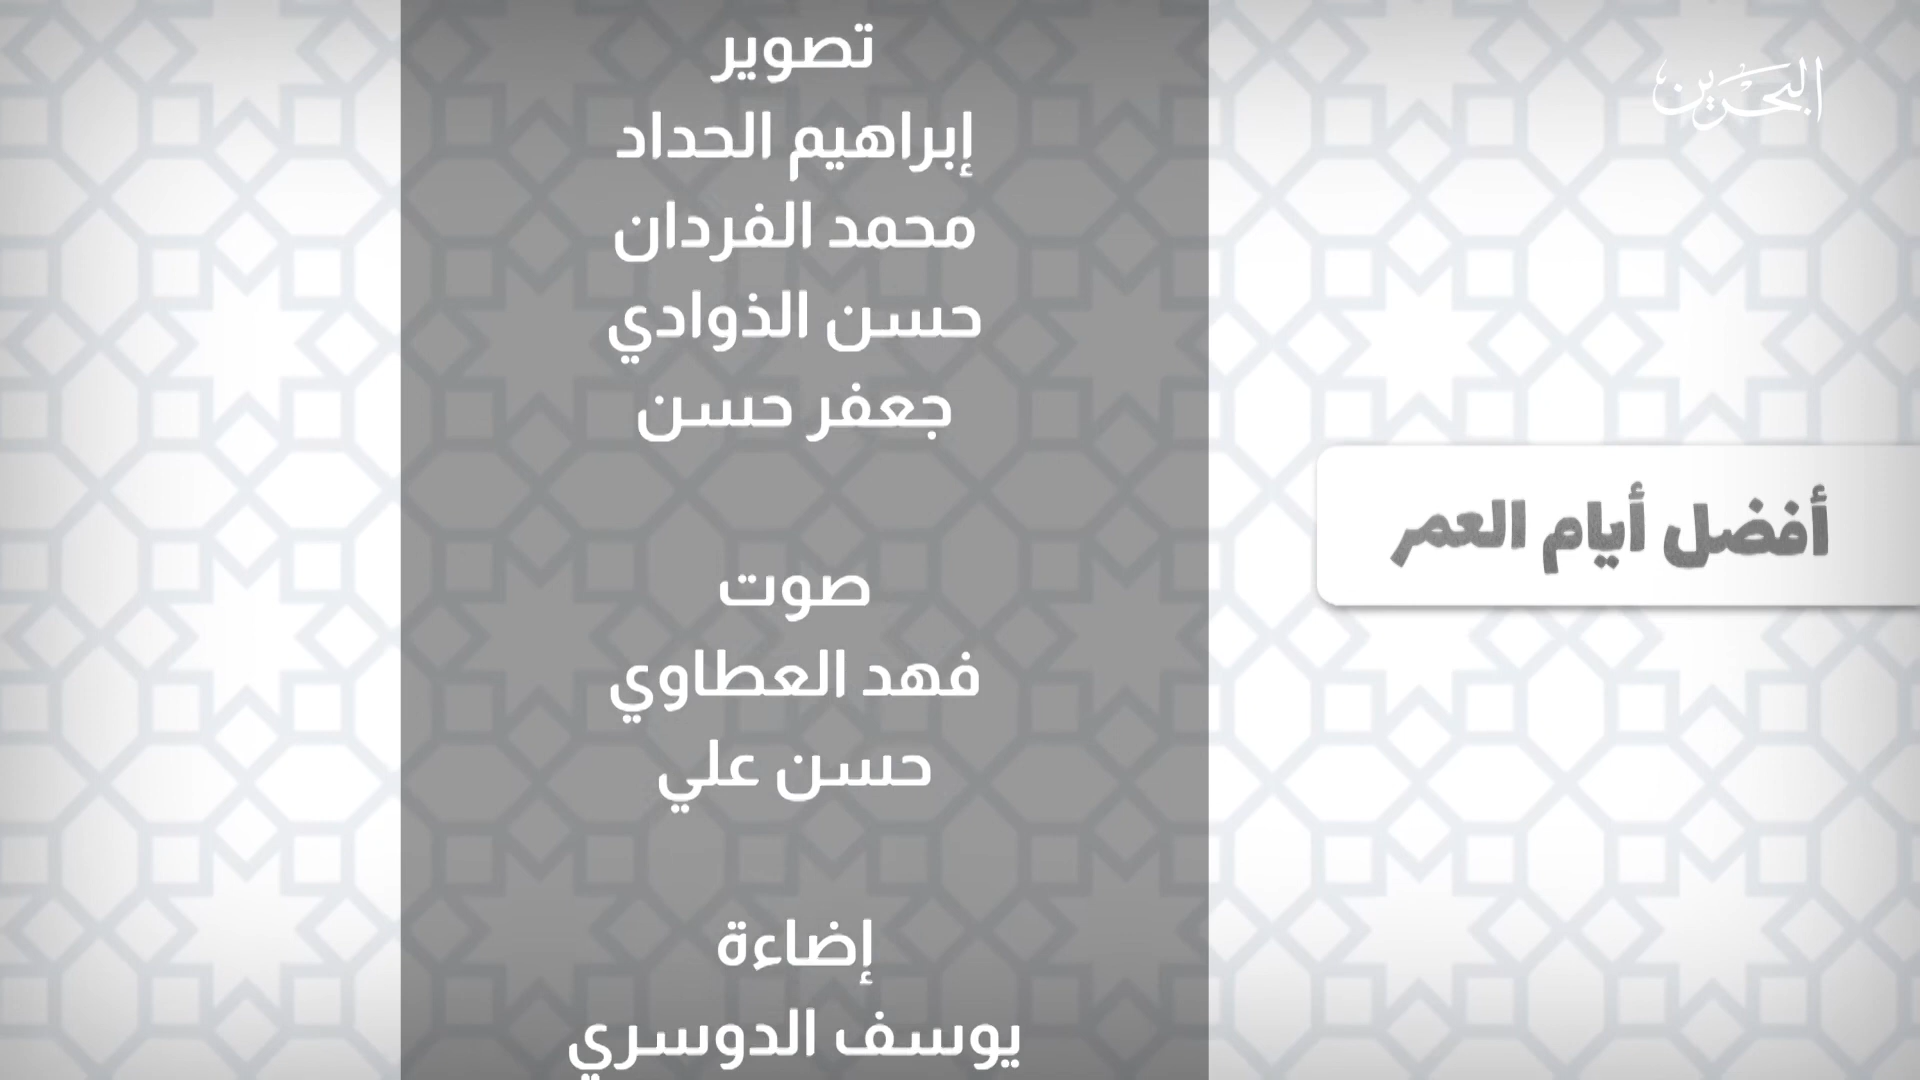 البحرين
تصوير
إبراهيم الحداد
محمد الفردان
حسن الذوادي
جعفر حسن
أفضل أيام العمر
صوت
فهد العطاوي
حسن علي
إضاءة
يوسف الدوسري